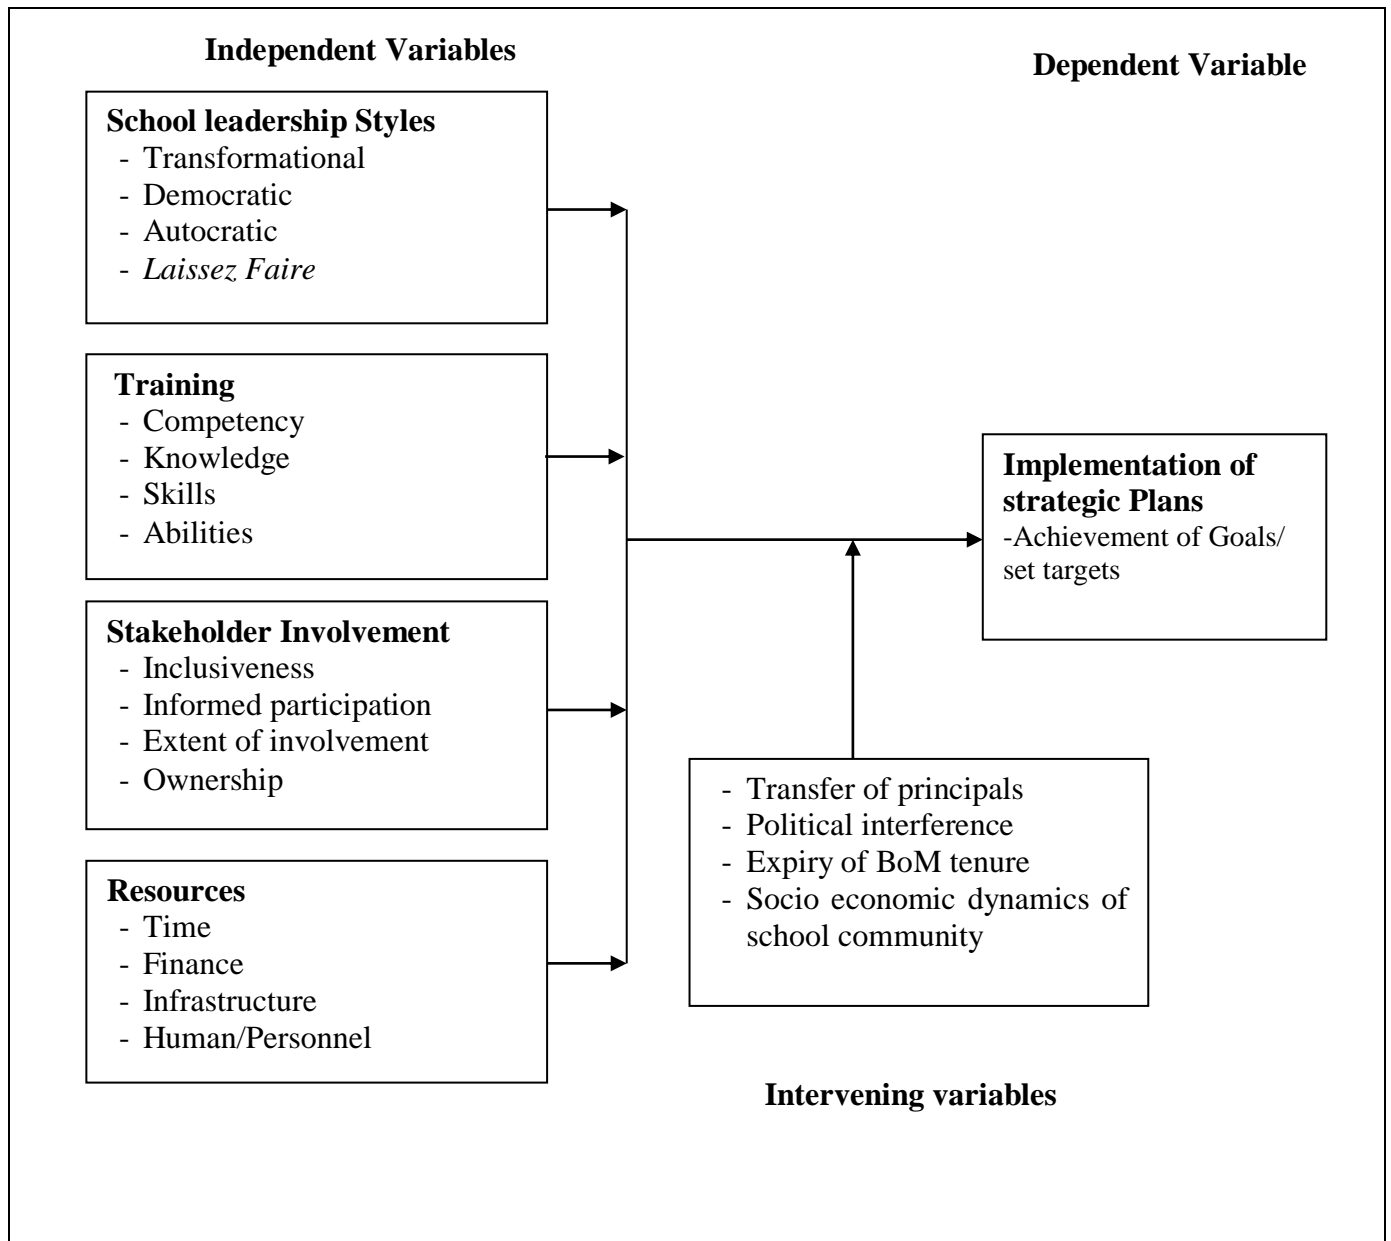 Independent Variables
Dependent Variable
School leadership Styles
- Transformational
- Democratic
- Autocratic
- Laissez Faire
Training
- Competency
- Knowledge
- Skills
- Abilities
Stakeholder Involvement
- Inclusiveness
- Informed participation
- Extent of involvement
- Ownership
Resources
- Time
- Finance
- Infrastructure
- Human/Personnel
Implementation of
strategic Plans
-Achievement of Goals/
set targets
- Transfer of principals
- Political interference
- Expiry of BoM tenure
- Socio economic dynamics of
school community
Intervening variables